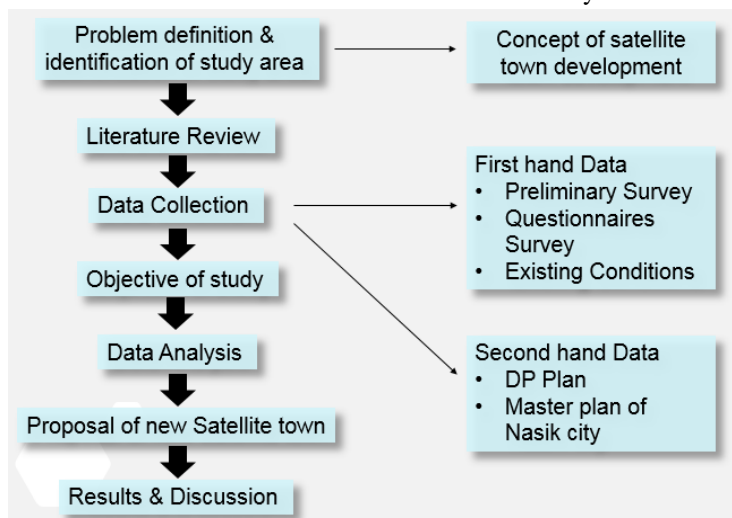 Problem definition &
identification of study area
Concept of satellite
town development
Literature Review
Data Collection
First hand Data
• Preliminary Survey
• Questionnaires
Survey
• Existing Conditions
Objective of study
Data Analysis
Second hand Data
• DP Plan
• Master plan of
Nasik city
Proposal of new Satellite town
Results & Discussion